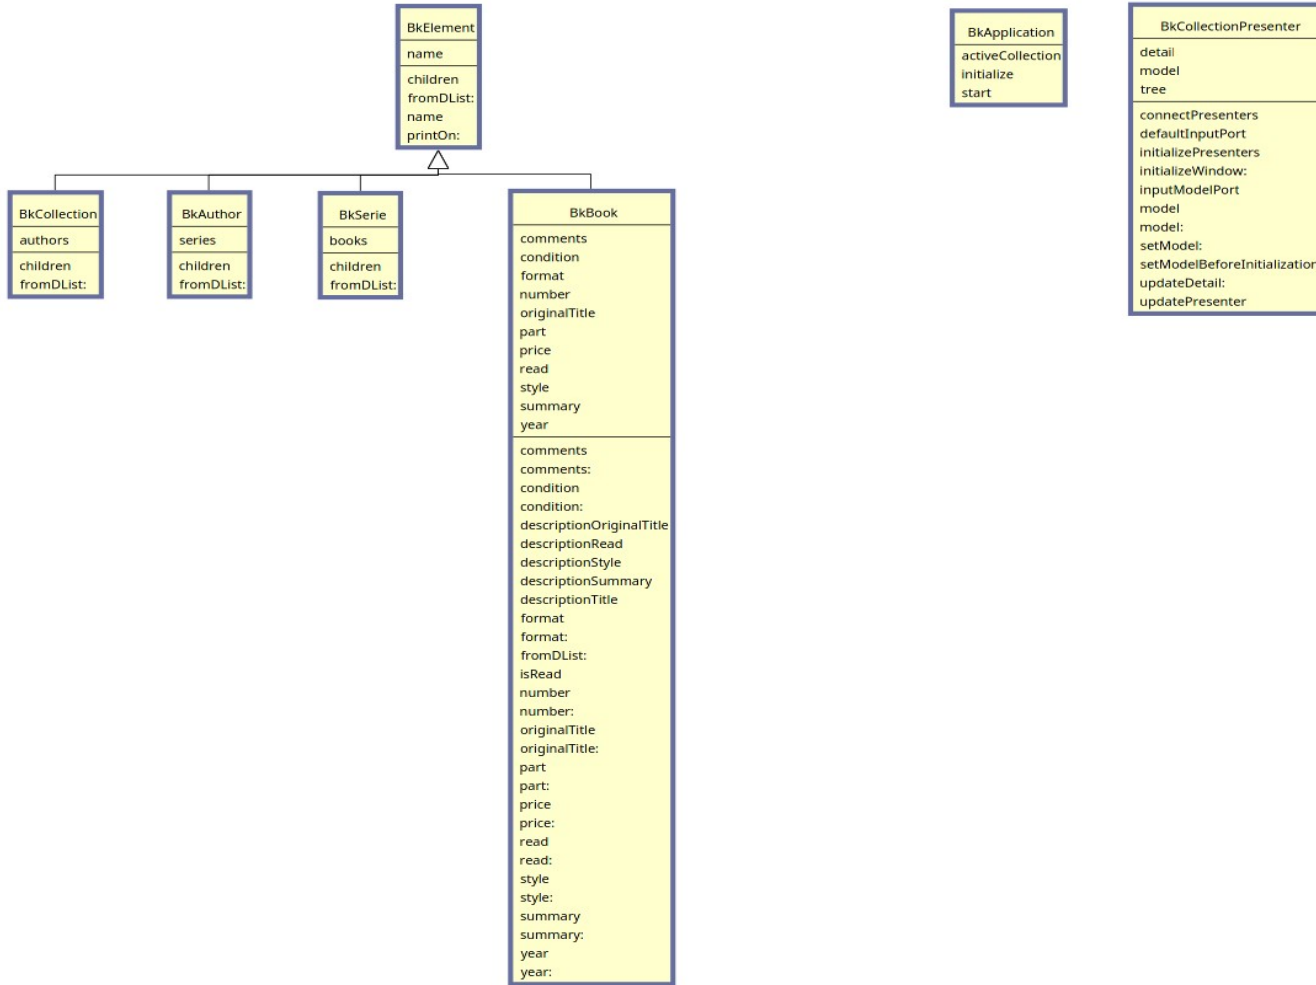 BkElement
name
children
fromDList:
name
printOn:
BkCollection
authors
children
fromDList:
BkAuthor
series
children
fromDList:
BkSerie
books
children
fromDList:
BkBook
comments
condition
format
number
originalTitle
part
price
read
style
summary
year
comments
comments:
condition
condition:
descriptionOriginalTitle
descriptionRead
descriptionStyle
descriptionSummary
descriptionTitle
format
format:
fromDList:
isRead
number
number:
originalTitle
originalTitle:
part
part:
price
price:
read
read:
style
style:
summary
summary:
year
year:
BkApplication
activeCollection
initialize
start
BkCollectionPresenter
detail
model
tree
connectPresenters
defaultInputPort
initializePresenters
initializeWindow:
inputModelPort
model
model:
setModel:
setModelBeforeInitialization
updateDetail:
updatePresenter